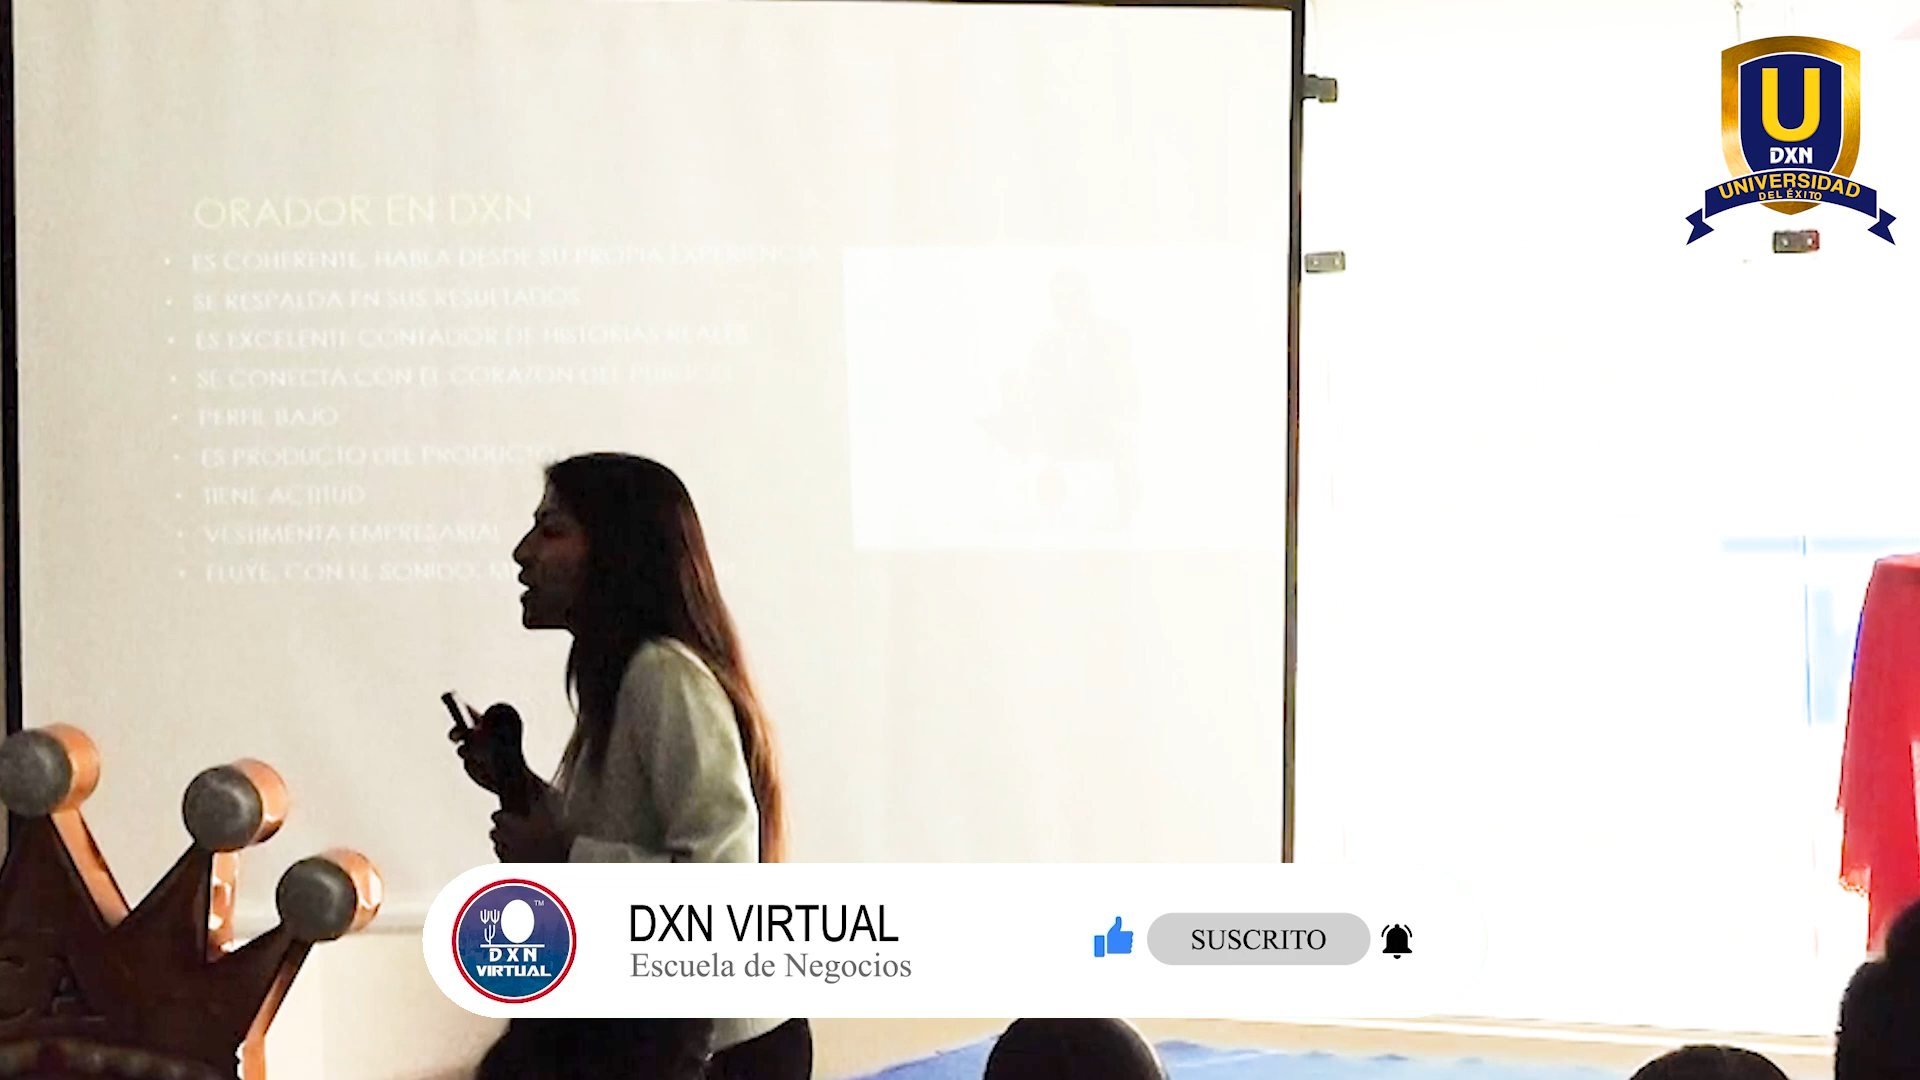 ORADOR EN DXN
• ES COHERENTE, HABLA DESDE SU PROPIA EXPERIENCIA
• SE RESPALDA EN SUS RESULTADOS
• ES EXCELENTE CONTADOR DE HISTORIAS REALES
• SE CONECTA CON EL CORAZON DEL PUBLICO
• PERFIL BAJO
• ES PRODUCTO DEL PRODUCTO
• TIENE ACTITUD
• VESTIMENTA EMPRESARIAL
• FLUYE, CON EL SONIDO,
U
DXN
UNIVERSIDAD
DEL ÉXITO
DXN
VIRTUAL
TM
DXN VIRTUAL
Escuela de Negocios
SUSCRITO